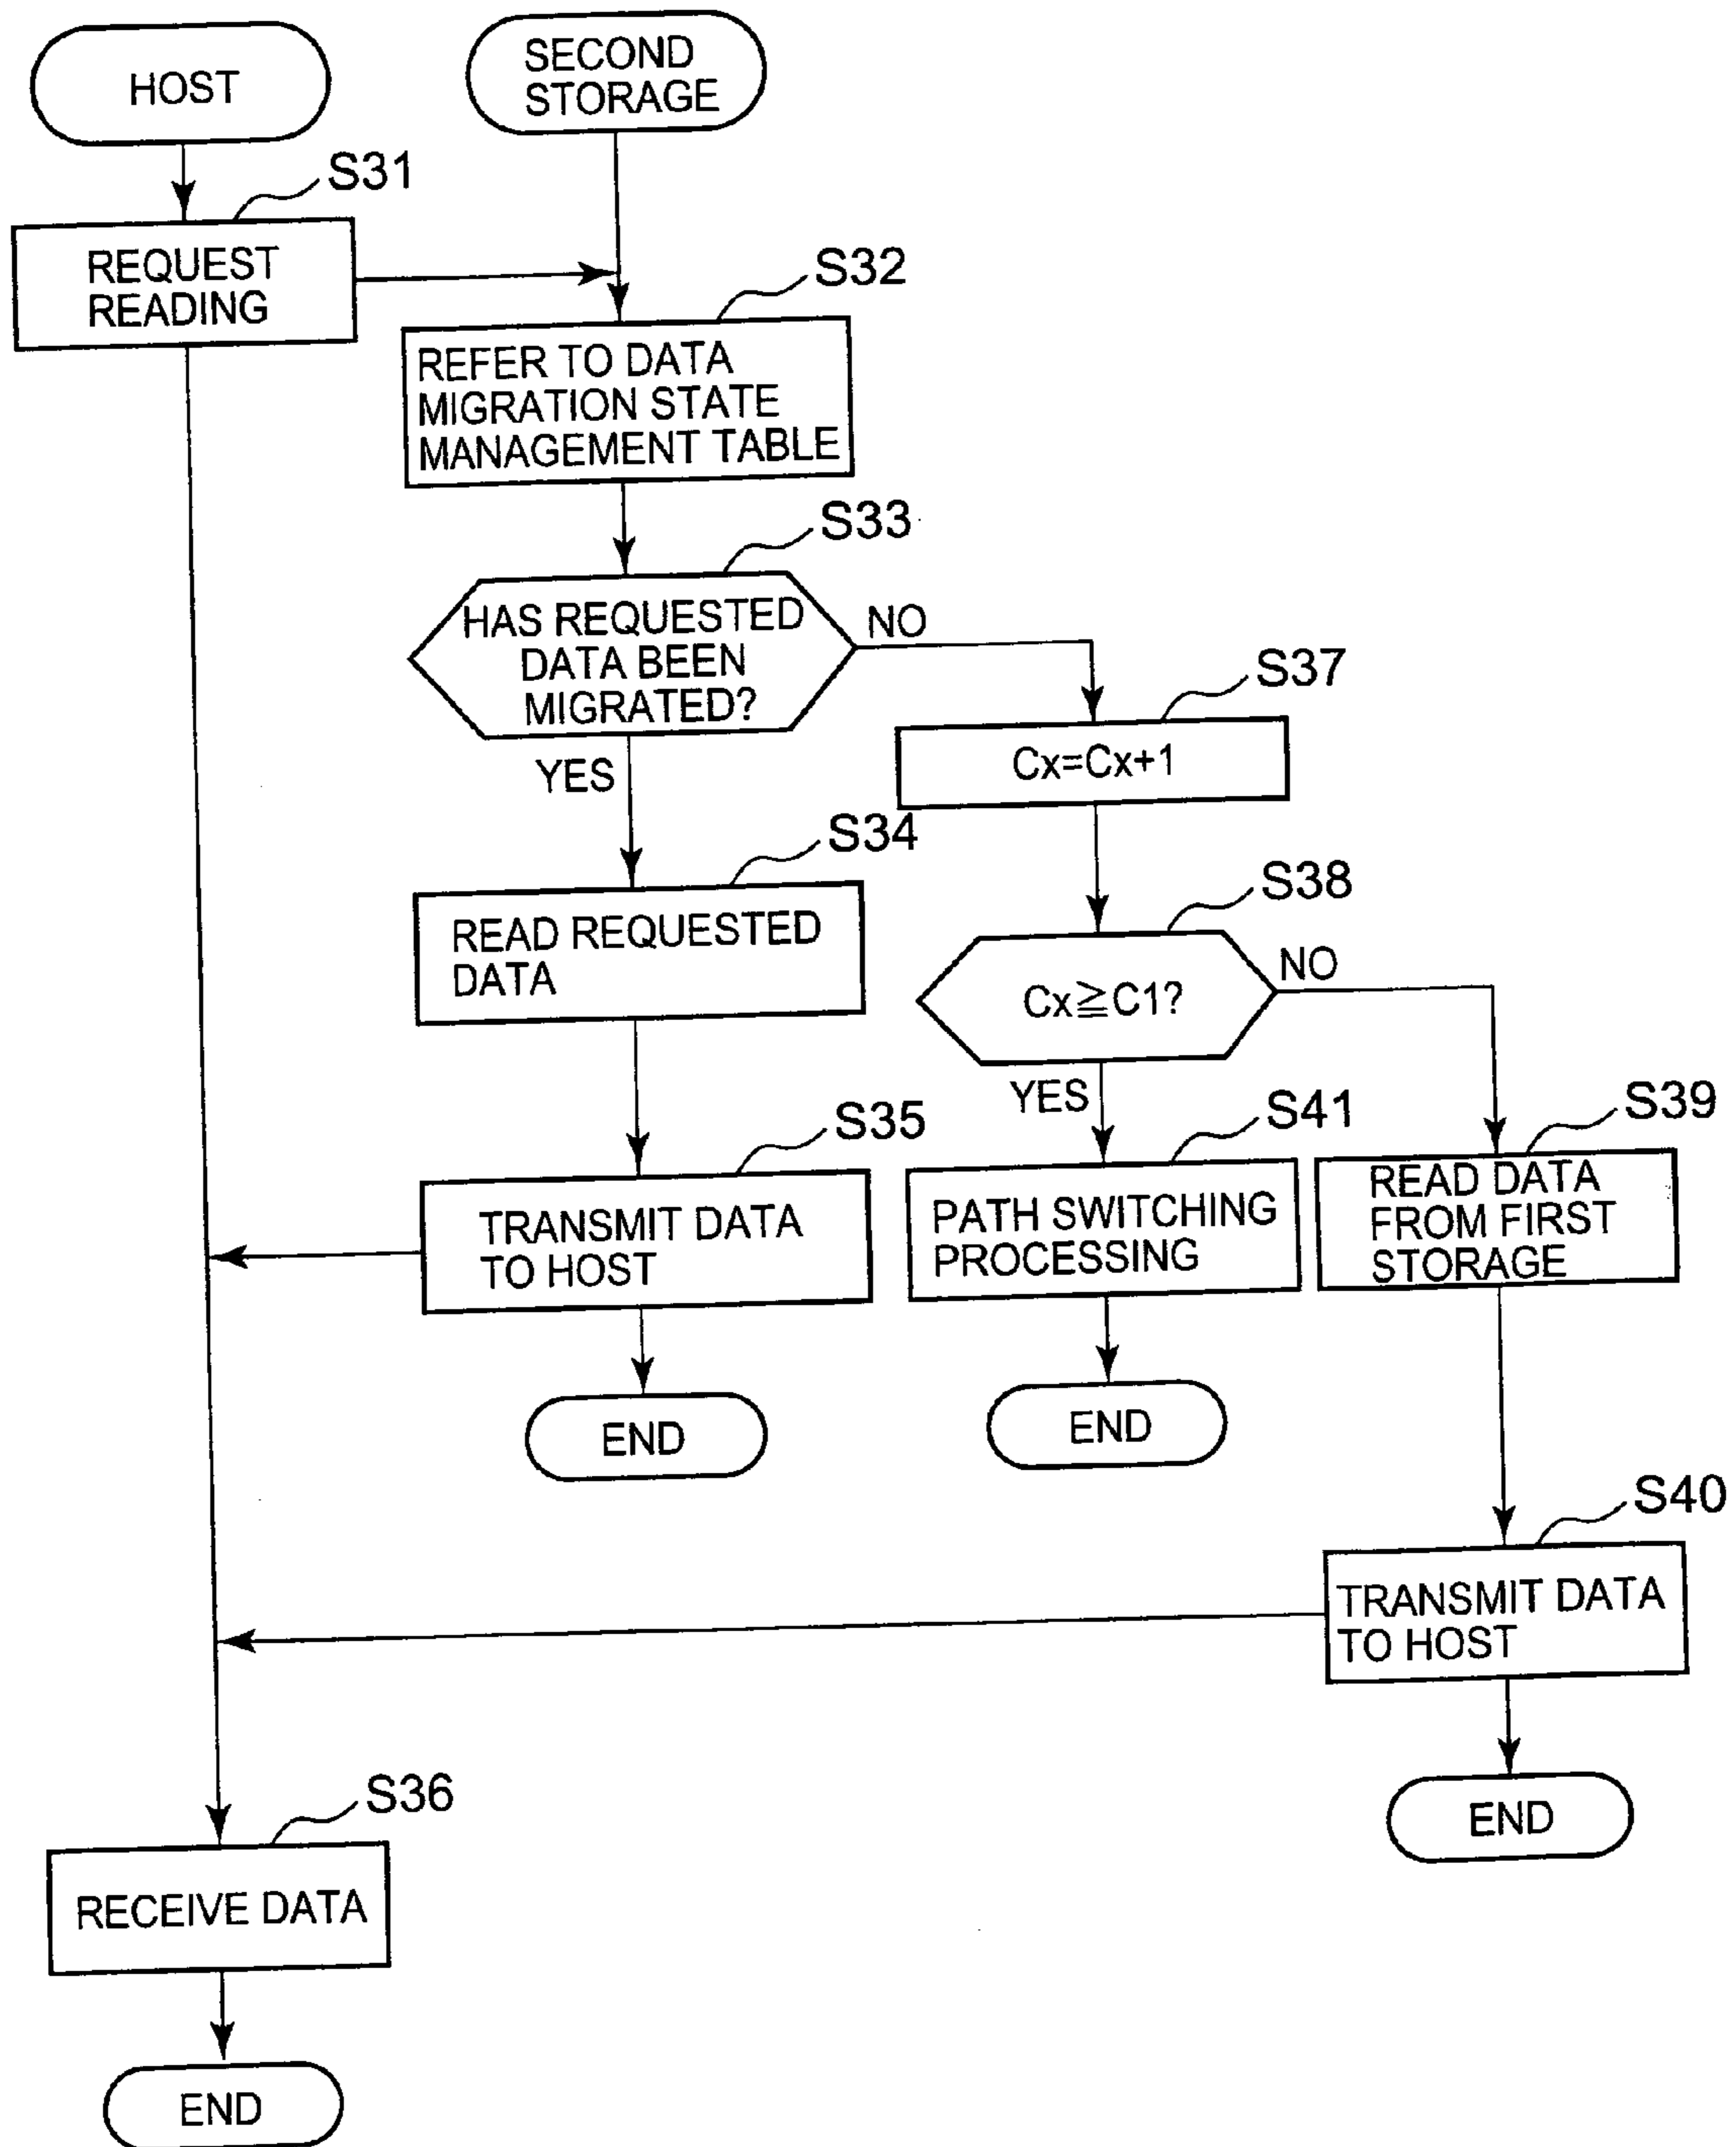 HOST
SECOND
STORAGE
S31
REQUEST
READING
S32
REFER TO DATA
MIGRATION STATE
MANAGEMENT TABLE
S33
HAS REQUESTED
DATA BEEN
MIGRATED?
NO
YES
S37
Cx=Cx+1
S34
READ REQUESTED
DATA
S38
Cx≧C1?
NO
YES
S35
TRANSMIT DATA
TO HOST
S41
PATH SWITCHING
PROCESSING
S39
READ DATA
FROM FIRST
STORAGE
END
END
S40
TRANSMIT DATA
TO HOST
END
S36
RECEIVE DATA
END